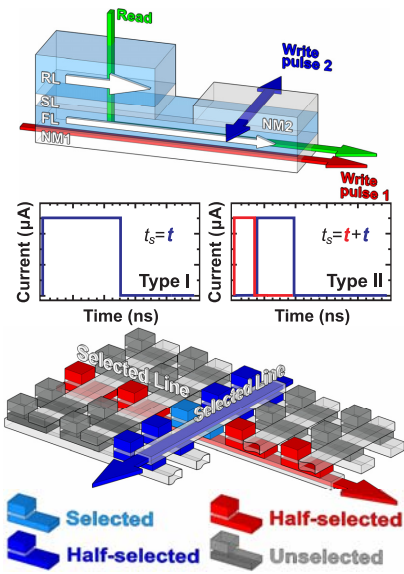 Read
Write
pulse 2
RL
SL
FL
NM1
NM2
Write
pulse 1
Current (μA)
t_s=t
Type I
Time (ns)
Current (μA)
t_s=t+t
Type II
Time (ns)
Selected Line
Selected Line
Selected
Half-selected
Half-selected
Unselected